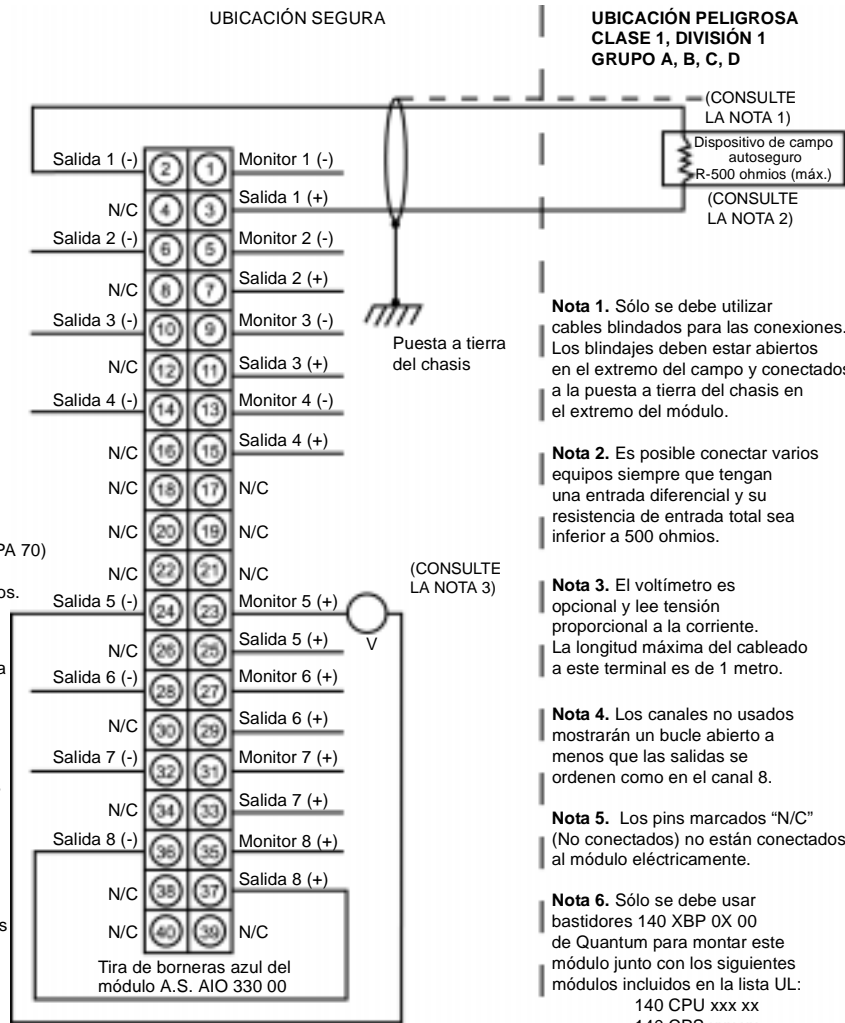 UBICACIÓN SEGURA
UBICACIÓN PELIGROSA
CLASE 1, DIVISIÓN 1
GRUPO A, B, C, D
(CONSULTE
LA NOTA 1)
Dispositivo de campo
autoseguro
R-500 ohmios (máx.)
(CONSULTE
LA NOTA 2)
Salida 1 (-) 2 1 Monitor 1 (-)
N/C 4 3 Salida 1 (+)
Salida 2 (-) 6 5 Monitor 2 (-)
N/C 8 7 Salida 2 (+)
Salida 3 (-) 10 9 Monitor 3 (-)
N/C 12 11 Salida 3 (+)
Salida 4 (-) 14 13 Monitor 4 (-)
N/C 16 15 Salida 4 (+)
N/C 18 17 N/C
N/C 20 19 N/C
N/C 22 21 N/C
Salida 5 (-) 24 23 Monitor 5 (+)
N/C 26 25 Salida 5 (+)
Salida 6 (-) 28 27 Monitor 6 (+)
N/C 30 29 Salida 6 (+)
Salida 7 (-) 32 31 Monitor 7 (+)
N/C 34 33 Salida 7 (+)
Salida 8 (-) 36 35 Monitor 8 (+)
N/C 38 37 Salida 8 (+)
N/C 40 39 N/C
Tira de borneras azul del
módulo A.S. AIO 330 00
Puesta a tierra
del chasis
(CONSULTE
LA NOTA 3)
V
PA 70)
os.
a
s
Nota 1. Sólo se debe utilizar
cables blindados para las conexiones.
Los blindajes deben estar abiertos
en el extremo del campo y conectados
a la puesta a tierra del chasis en
el extremo del módulo.
Nota 2. Es posible conectar varios
equipos siempre que tengan
una entrada diferencial y su
resistencia de entrada total sea
inferior a 500 ohmios.
Nota 3. El voltímetro es
opcional y lee tensión
proporcional a la corriente.
La longitud máxima del cableado
a este terminal es de 1 metro.
Nota 4. Los canales no usados
mostrarán un bucle abierto a
menos que las salidas se
ordenen como en el canal 8.
Nota 5. Los pins marcados “N/C”
(No conectados) no están conectados
al módulo eléctricamente.
Nota 6. Sólo se debe usar
bastidores 140 XBP 0X 00
de Quantum para montar este
módulo junto con los siguientes
módulos incluidos en la lista UL:
140 CPU xxx xx